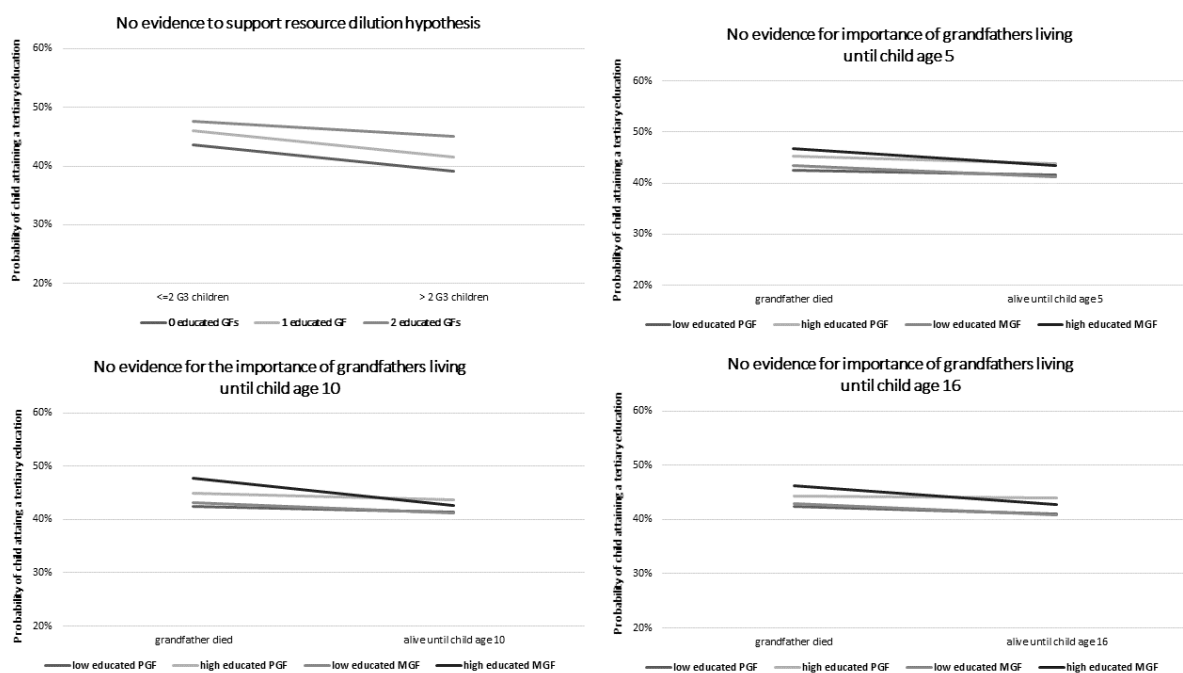 No evidence to support resource dilution hypothesis
Probability of child attaining a tertiary education
60%
50%
40%
30%
20%
<=2 G3 children
> 2 G3 children
0 educated GFs
1 educated GF
2 educated GFs
No evidence for importance of grandfathers living
until child age 5
Probability of child attaining a tertiary education
60%
50%
40%
30%
20%
grandfather died
alive until child age 5
low educated PGF
high educated PGF
low educated MGF
high educated MGF
No evidence for the importance of grandfathers living
until child age 10
Probability of child attaing a tertiary education
60%
50%
40%
30%
20%
grandfather died
alive until child age 10
low educated PGF
high educated PGF
low educated MGF
high educated MGF
No evidence for importance of grandfathers living
until child age 16
Probability of child attaining a tertiary education
60%
50%
40%
30%
20%
grandfather died
alive until child age 16
low educated PGF
high educated PGF
low educated MGF
high educated MGF